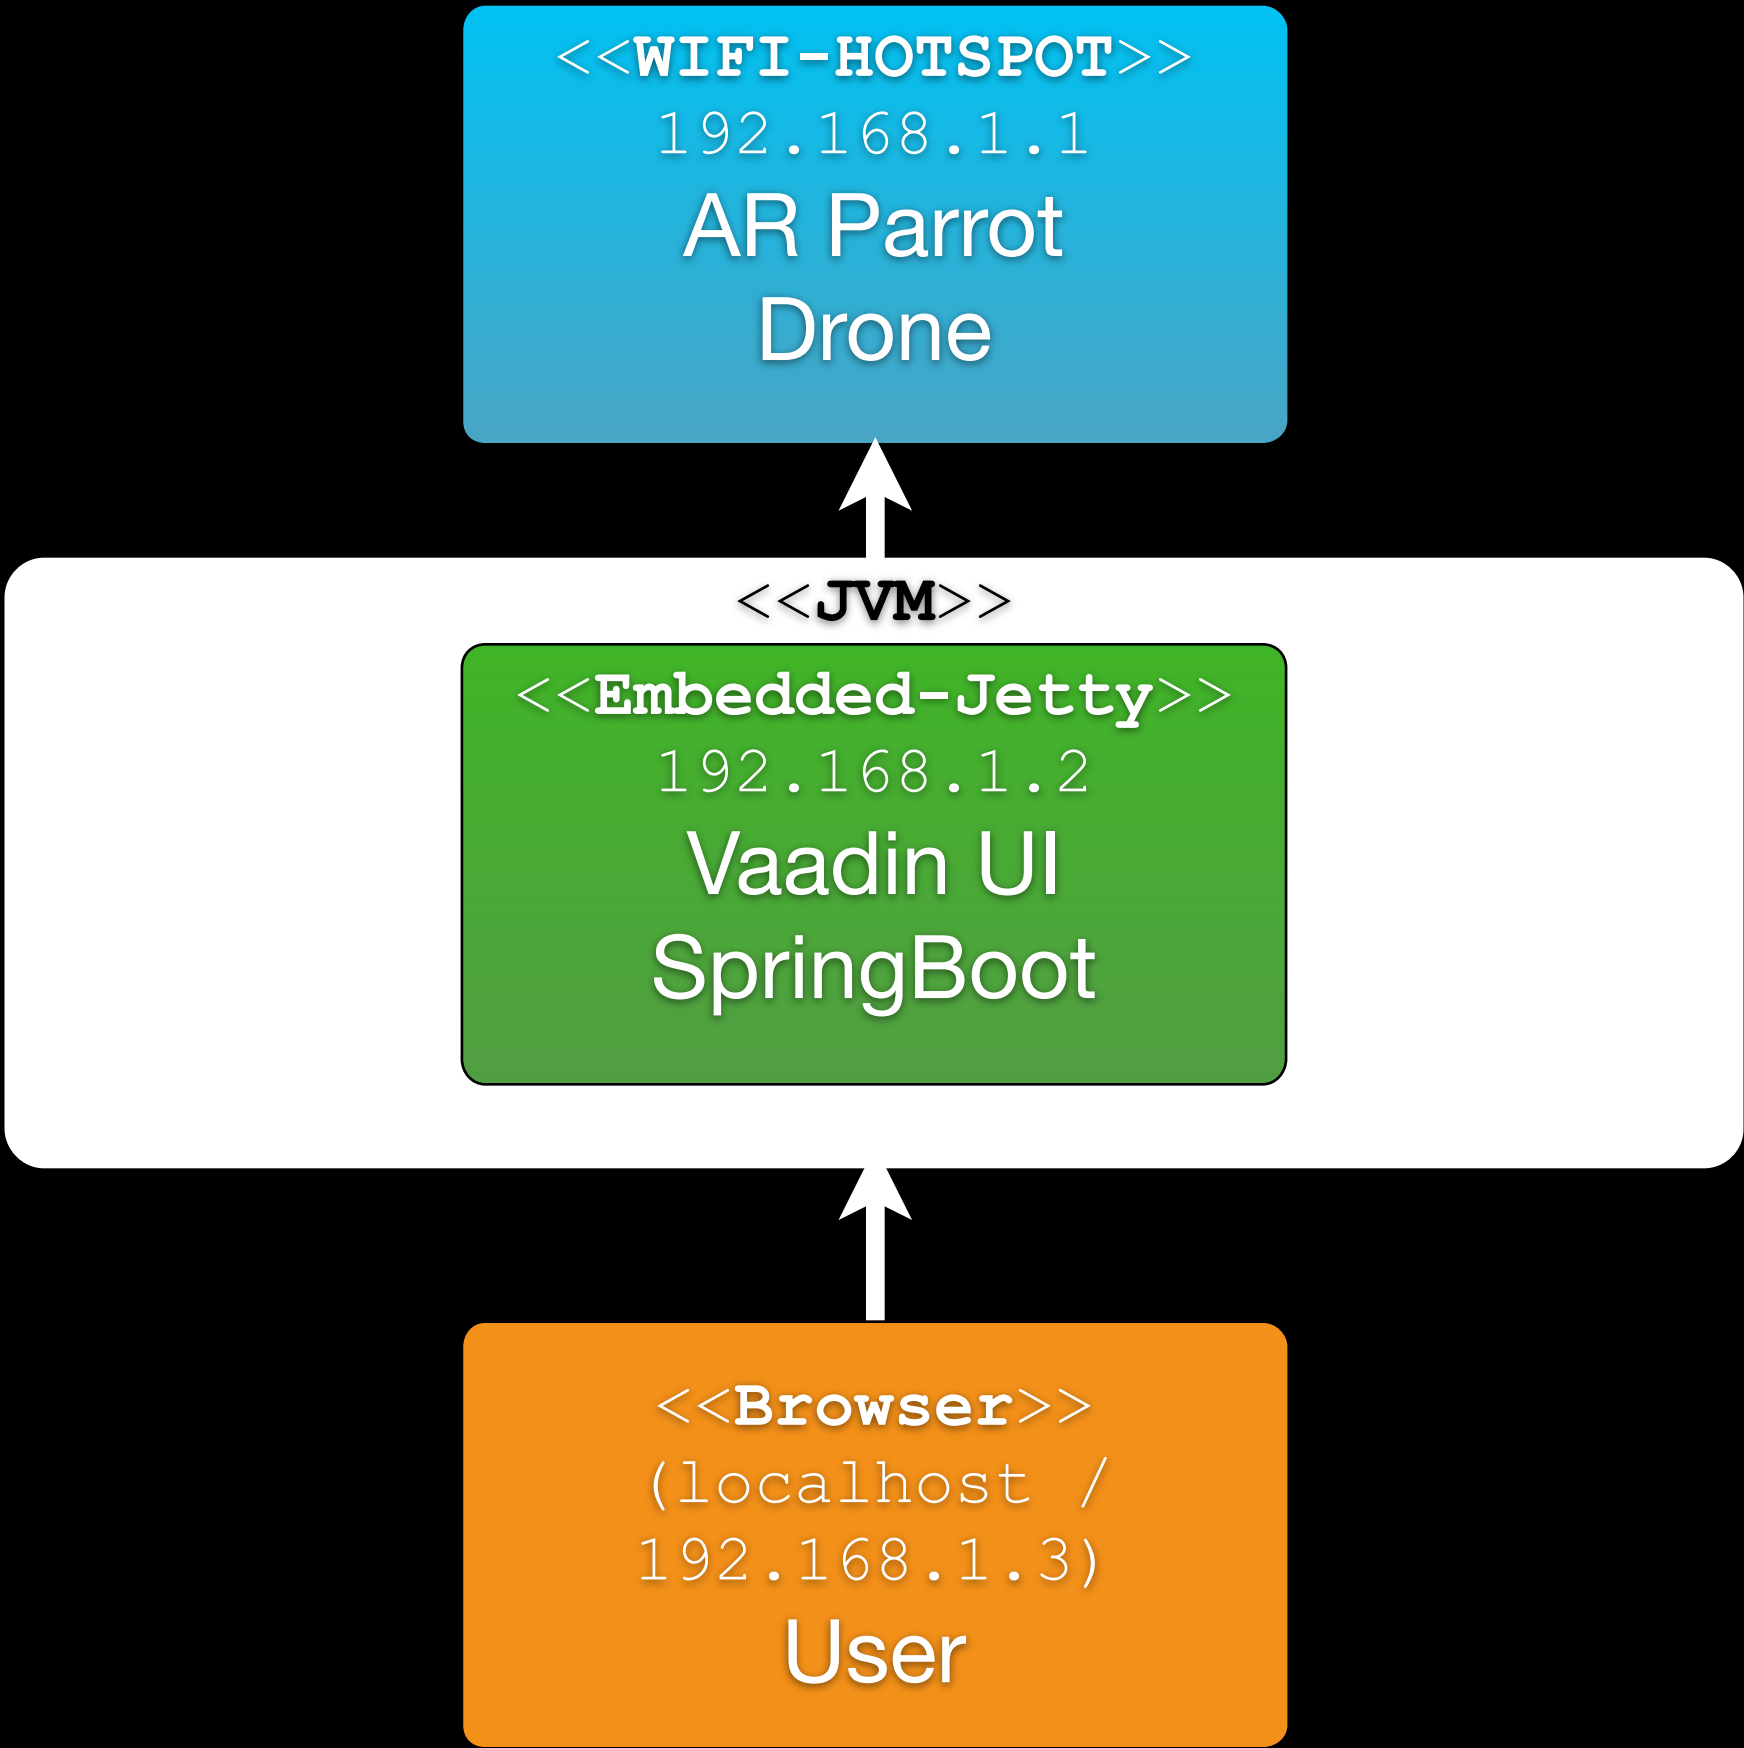 <<WIFI-HOTSPOT>>
192.168.1.1
AR Parrot
Drone
<<JVM>>
<<Embedded-Jetty>>
192.168.1.2
Vaadin UI
SpringBoot
<<Browser>>
(localhost /
192.168.1.3)
User